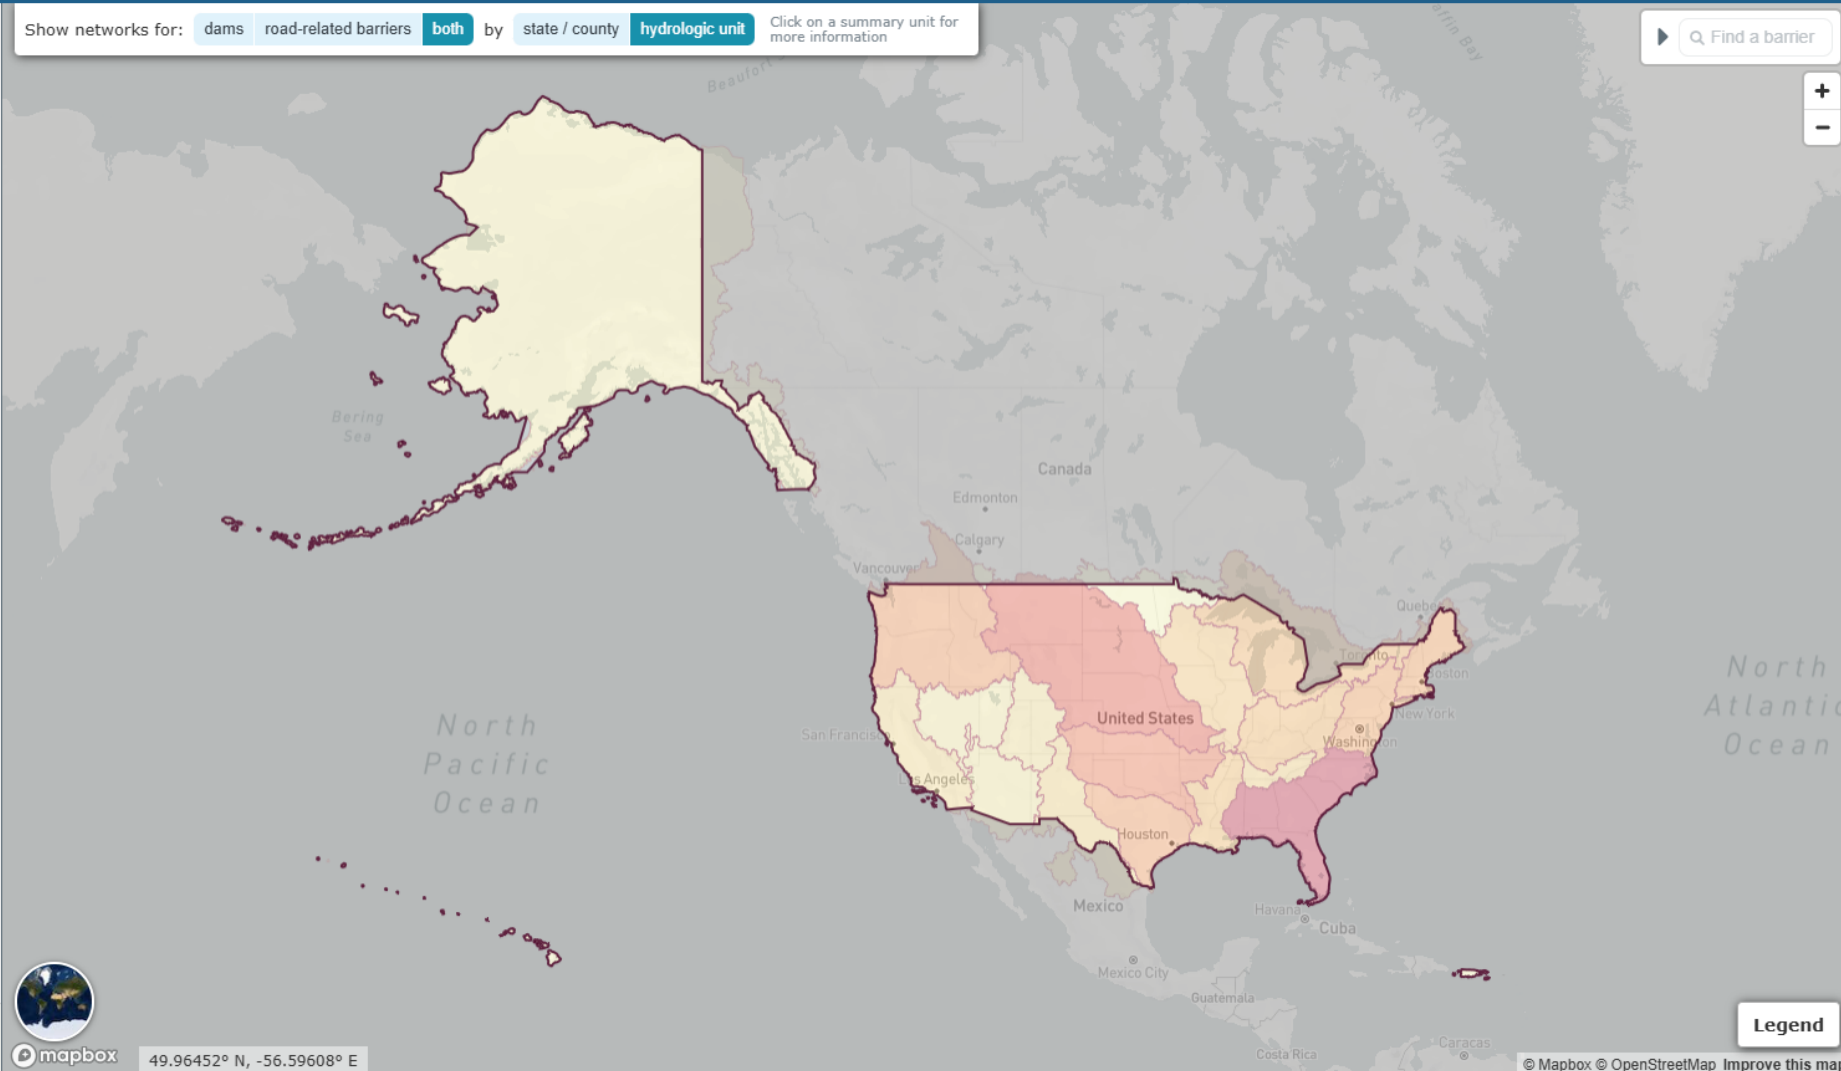 Show networks for: dams road-related barriers both by state / county hydrologic unit
Click on a summary unit for
more information
Find a barrier
+
−
Beaufort
affin Bay
Bering
Sea
Canada
Edmonton
Calgary
Vancouver
Quebec
Toronto
Boston
New York
Washington
United States
San Francisco
Los Angeles
Houston
North
Pacific
Ocean
North
Atlantic
Ocean
Mexico
Havana
Cuba
Mexico City
Guatemala
Costa Rica
Caracas
Legend
mapbox
49.96452° N, -56.59608° E
© Mapbox © OpenStreetMap Improve this map